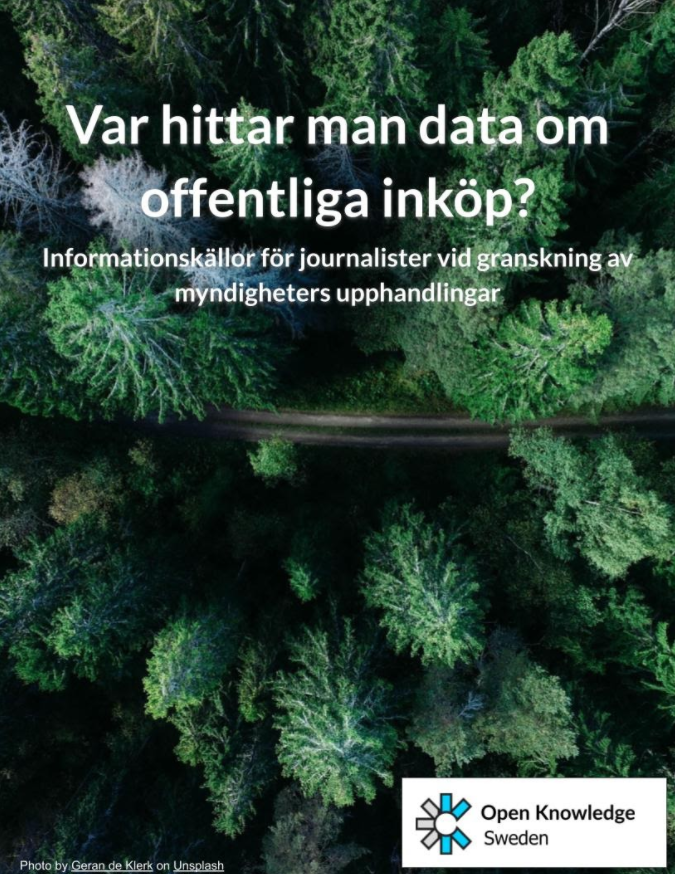 Var hittar man data om
offentliga inköp?
Informationskällor för journalister vid granskning av
myndigheters upphandlingar
Open Knowledge
Sweden
Photo by Geran de Klerk on Unsplash